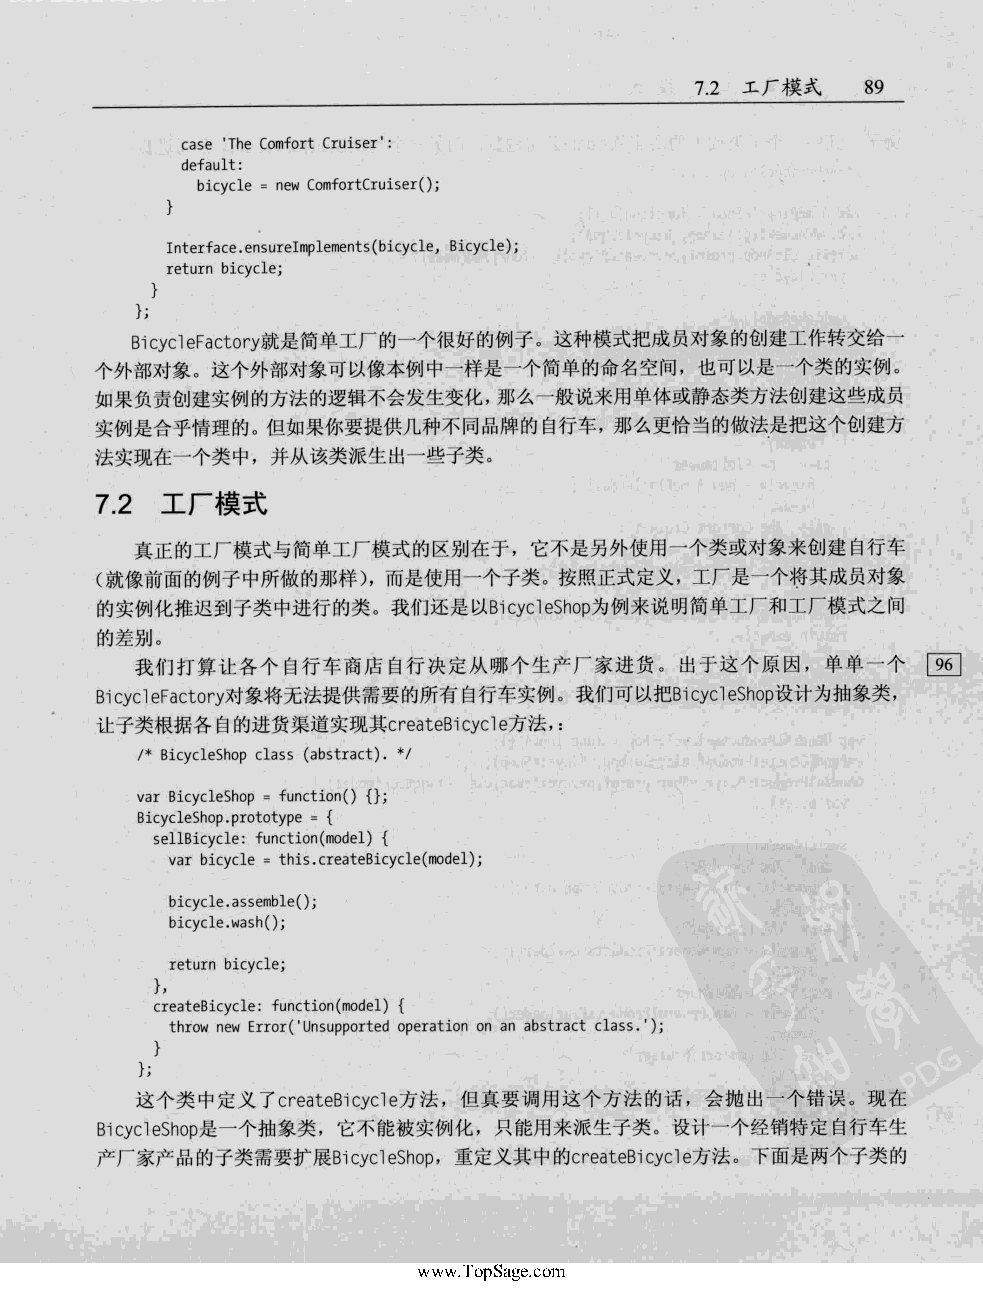 7.2 工厂模式 89
case 'The Comfort Cruiser':
default:
bicycle = new ComfortCruiser();
}
Interface.ensureImplements(bicycle, Bicycle);
return bicycle;
}
};
BicycleFactory就是简单工厂的一个很好的例子。这种模式把成员对象的创建工作转交给一
个外部对象。这个外部对象可以像本例中一样是一个简单的命名空间，也可以是一个类的实例。
如果负责创建实例的方法的逻辑不会发生变化，那么一般说来用单体或静态类方法创建这些成员
实例是合乎情理的。但如果你要提供几种不同品牌的自行车，那么更恰当的做法是把这个创建方
法实现在一个类中，并从该类派生出一些子类。
7.2 工厂模式
真正的工厂模式与简单工厂模式的区别在于，它不是另外使用一个类或对象来创建自行车
（就像前面的例子中所做的那样），而是使用一个子类。按照正式定义，工厂是一个将其成员对象
的实例化推迟到子类中进行的类。我们还是以BicycleShop为例来说明简单工厂和工厂模式之间
的差别。
我们打算让各个自行车商店自行决定从哪个生产厂家进货。出于这个原因，单单一个 96
BicycleFactory对象将无法提供需要的所有自行车实例。我们可以把BicycleShop设计为抽象类，
让子类根据各自的进货渠道实现其createBicycle方法，:
/* BicycleShop class (abstract). */
var BicycleShop = function() {};
BicycleShop.prototype = {
sellBicycle: function(model) {
var bicycle = this.createBicycle(model);
bicycle.assemble();
bicycle.wash();
return bicycle;
},
createBicycle: function(model) {
throw new Error('Unsupported operation on an abstract class.');
}
};
这个类中定义了createBicycle方法，但真要调用这个方法的话，会抛出一个错误。现在
BicycleShop是一个抽象类，它不能被实例化，只能用来派生子类。设计一个经销特定自行车生
产厂家产品的子类需要扩展BicycleShop，重定义其中的createBicycle方法。下面是两个子类的
PDG
www.TopSage.com